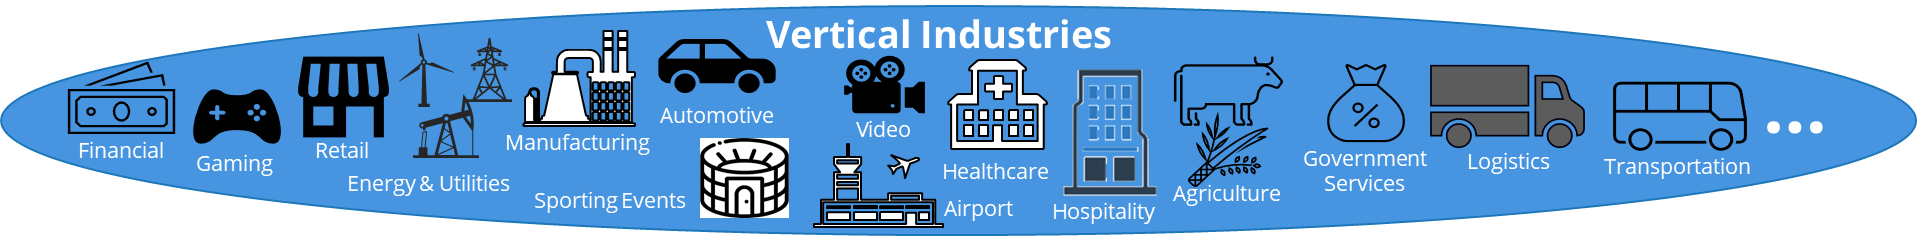 Vertical Industries
Financial
Gaming
Retail
Energy & Utilities
Manufacturing
Sporting Events
Automotive
Video
Airport
Healthcare
Hospitality
Agriculture
Government
Services
Logistics
Transportation
...